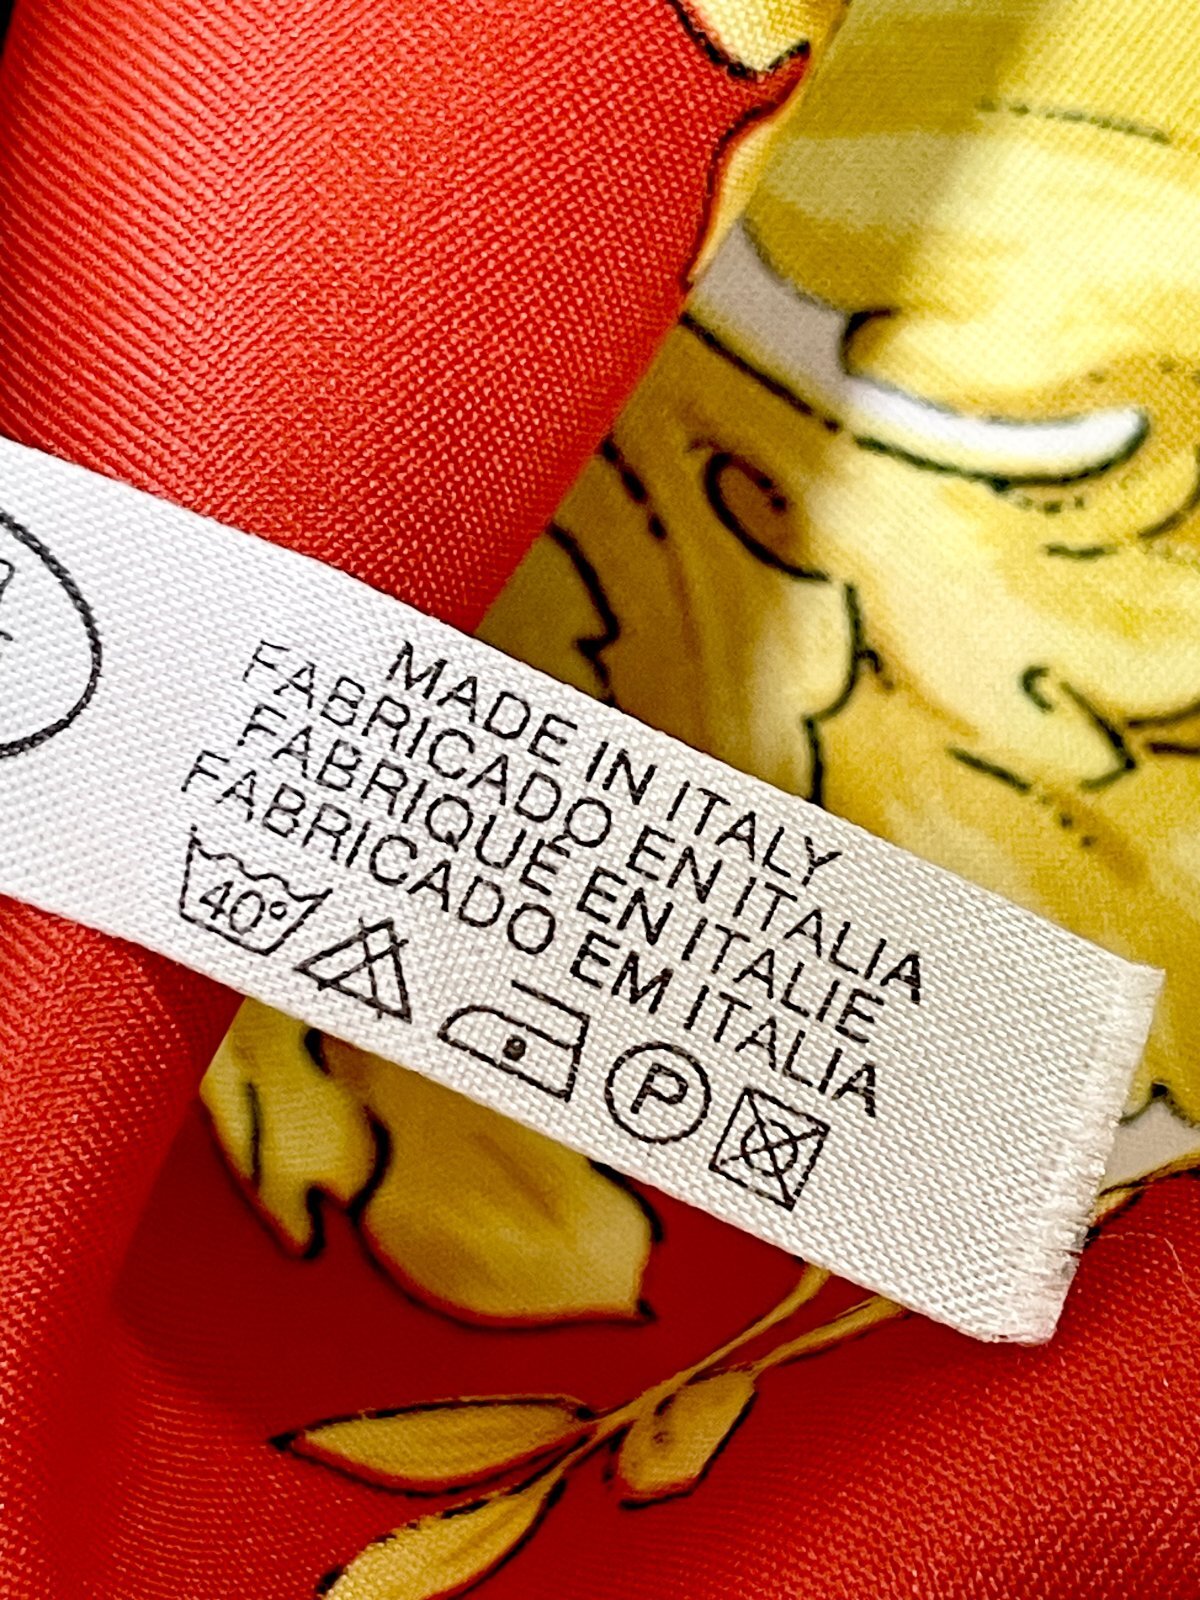 MADE IN ITALY
FABRICADO EN ITALIA
FABRIQUÉ EN ITALIE
FABRICADO EM ITALIA
40°
P